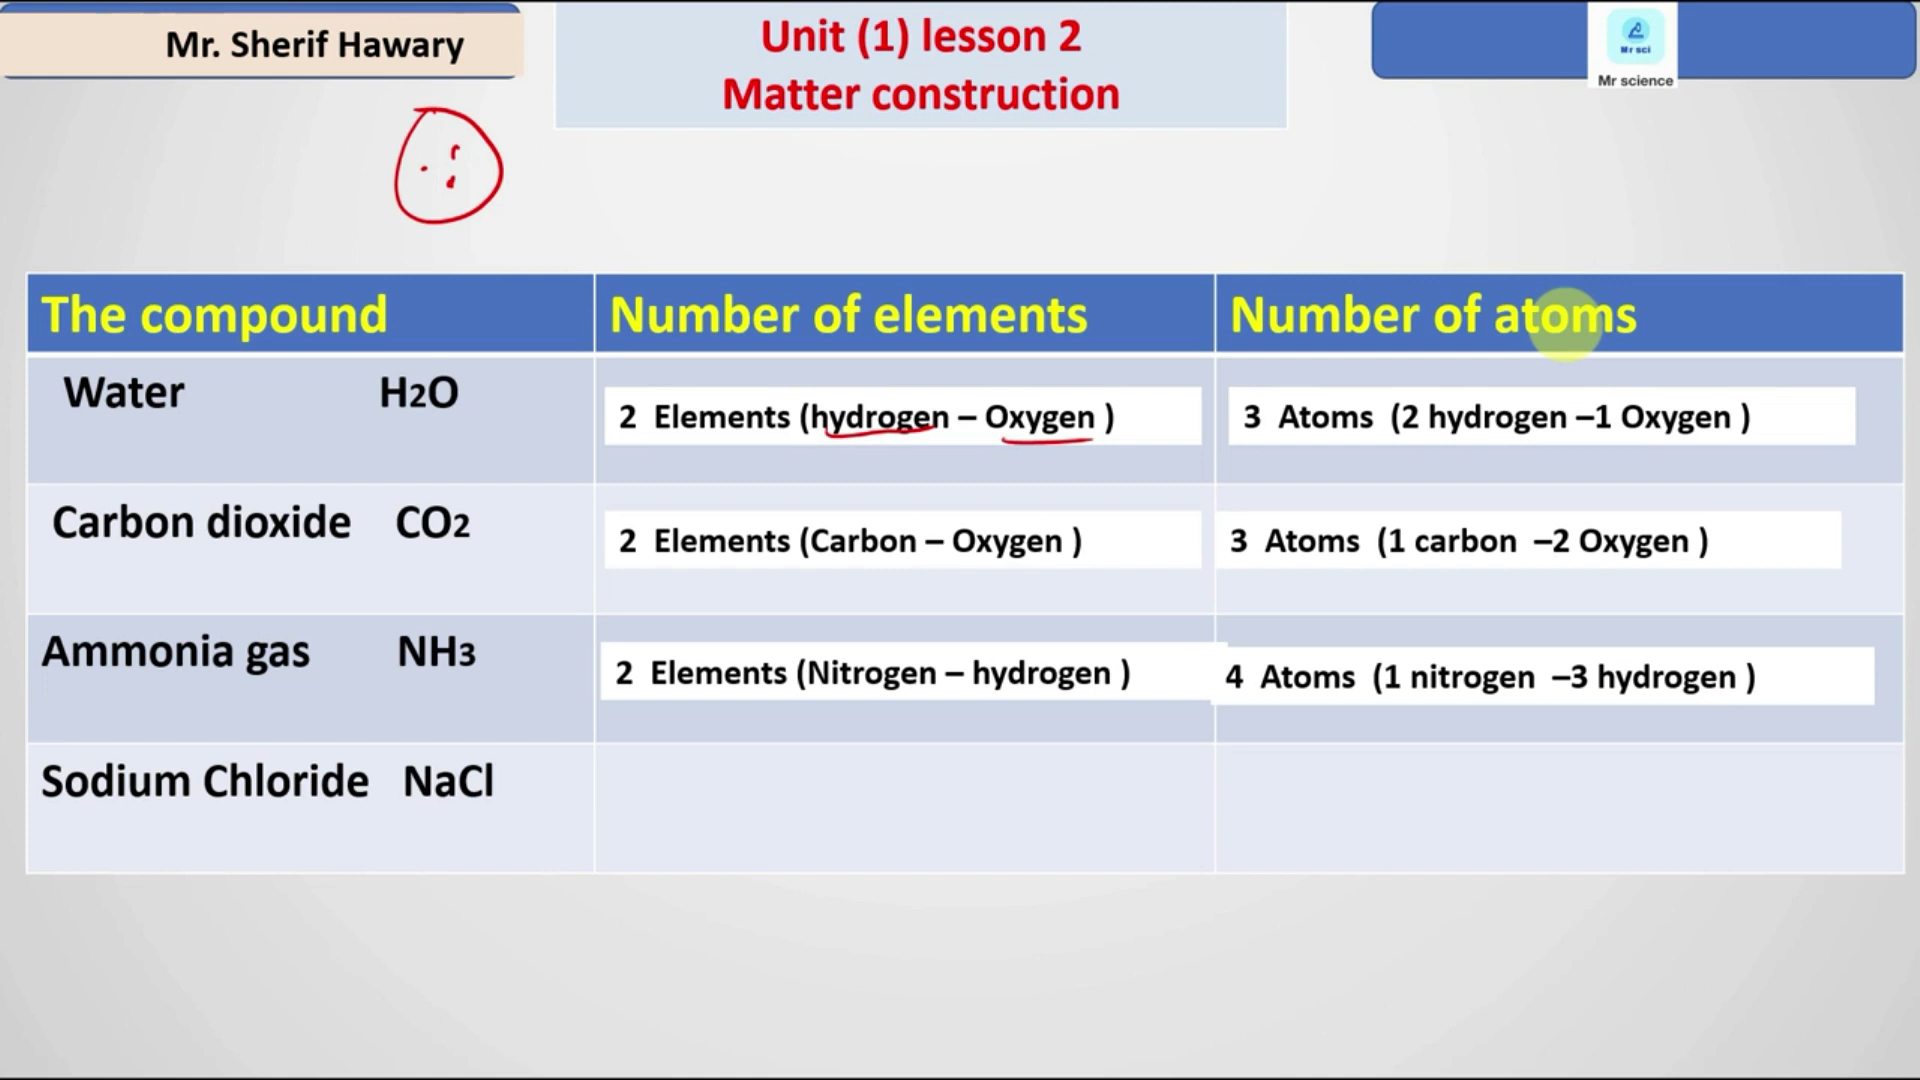 Mr. Sherif Hawary
Unit (1) lesson 2
Matter construction
Mr sci
Mr science
The compound Number of elements Number of atoms
Water H2O 2 Elements (hydrogen – Oxygen ) 3 Atoms (2 hydrogen –1 Oxygen )
Carbon dioxide CO2 2 Elements (Carbon – Oxygen ) 3 Atoms (1 carbon –2 Oxygen )
Ammonia gas NH3 2 Elements (Nitrogen – hydrogen ) 4 Atoms (1 nitrogen –3 hydrogen )
Sodium Chloride NaCl